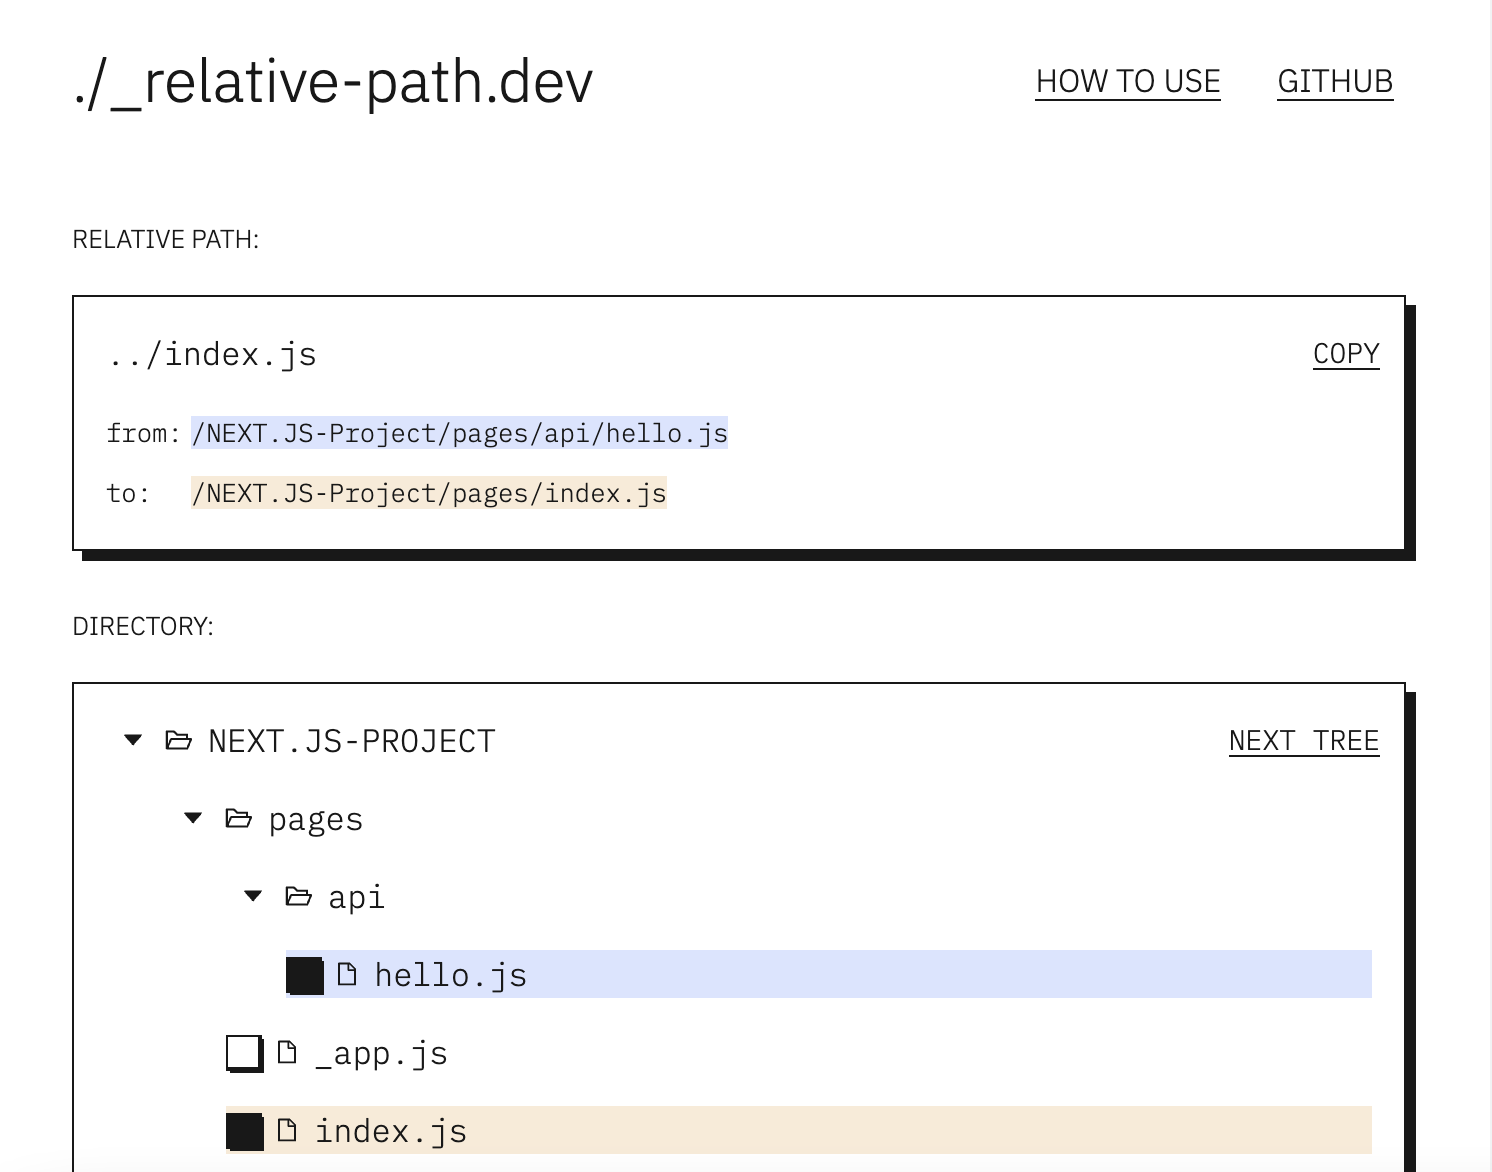 ./_relative-path.dev
HOW TO USE
GITHUB
RELATIVE PATH:
../index.js
COPY
from: /NEXT.JS-Project/pages/api/hello.js
to: /NEXT.JS-Project/pages/index.js
DIRECTORY:
NEXT.JS-PROJECT
NEXT TREE
pages
api
hello.js
_app.js
index.js